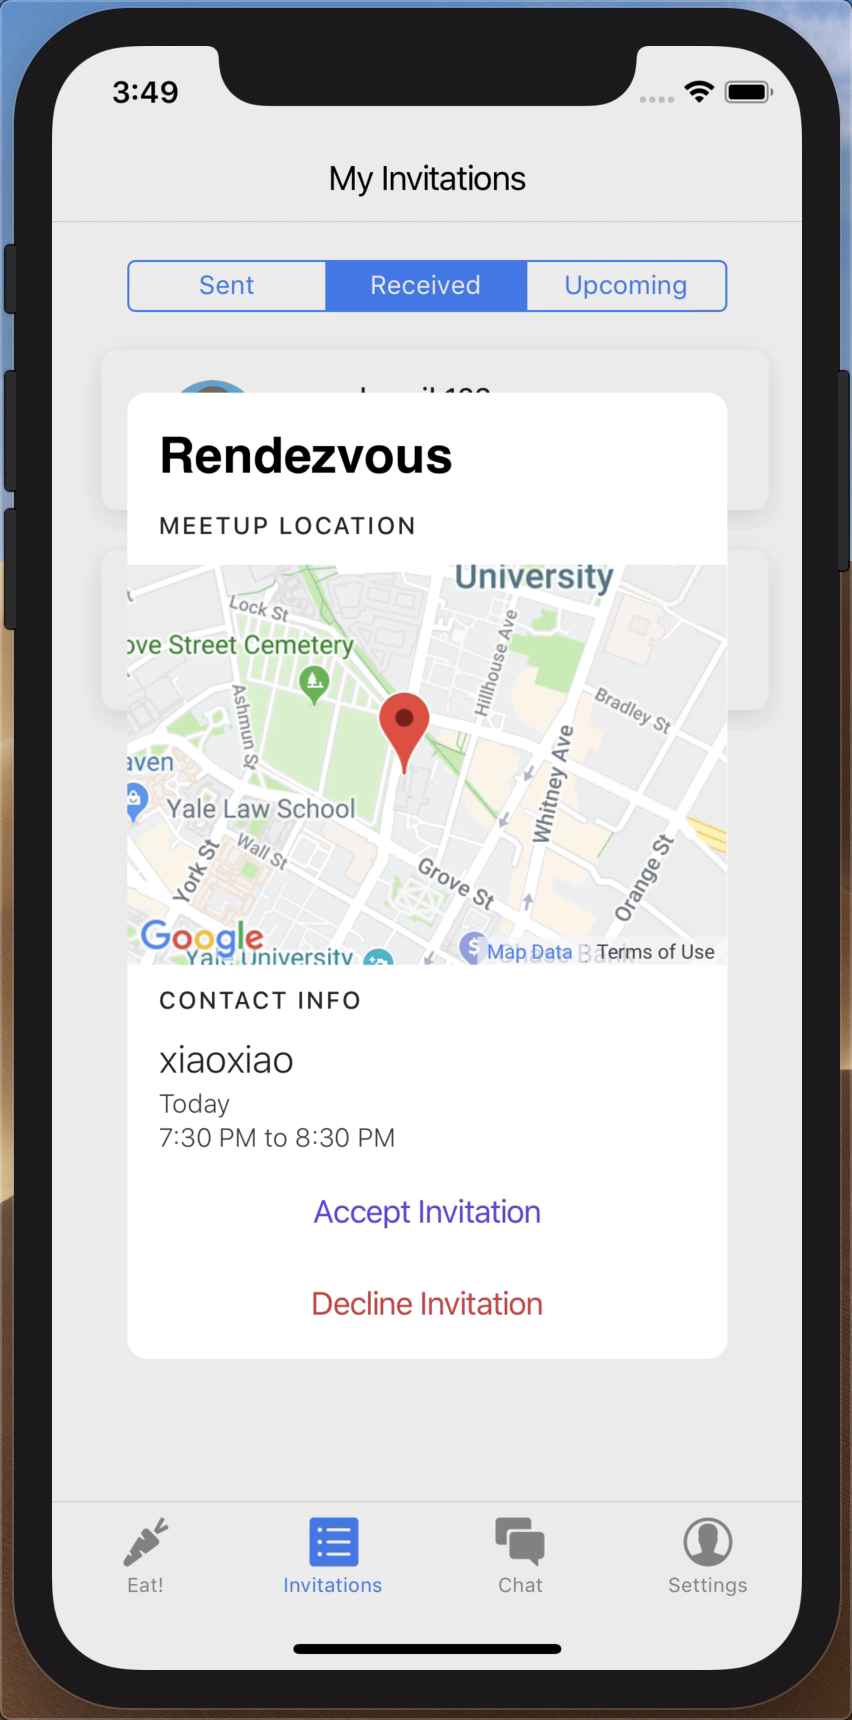 3:49
My Invitations
Sent Received Upcoming
Rendezvous
MEETUP LOCATION
University
Lock St
ove Street Cemetery
Hillhouse Ave
Ashmun St
Bradley St
aven
Whitney Ave
Yale Law School
Wall St
York St
Grove St
Orange St
Google
Yale University
Map Data
Terms of Use
CONTACT INFO
xiaoxiao
Today
7:30 PM to 8:30 PM
Accept Invitation
Decline Invitation
Eat! Invitations Chat Settings